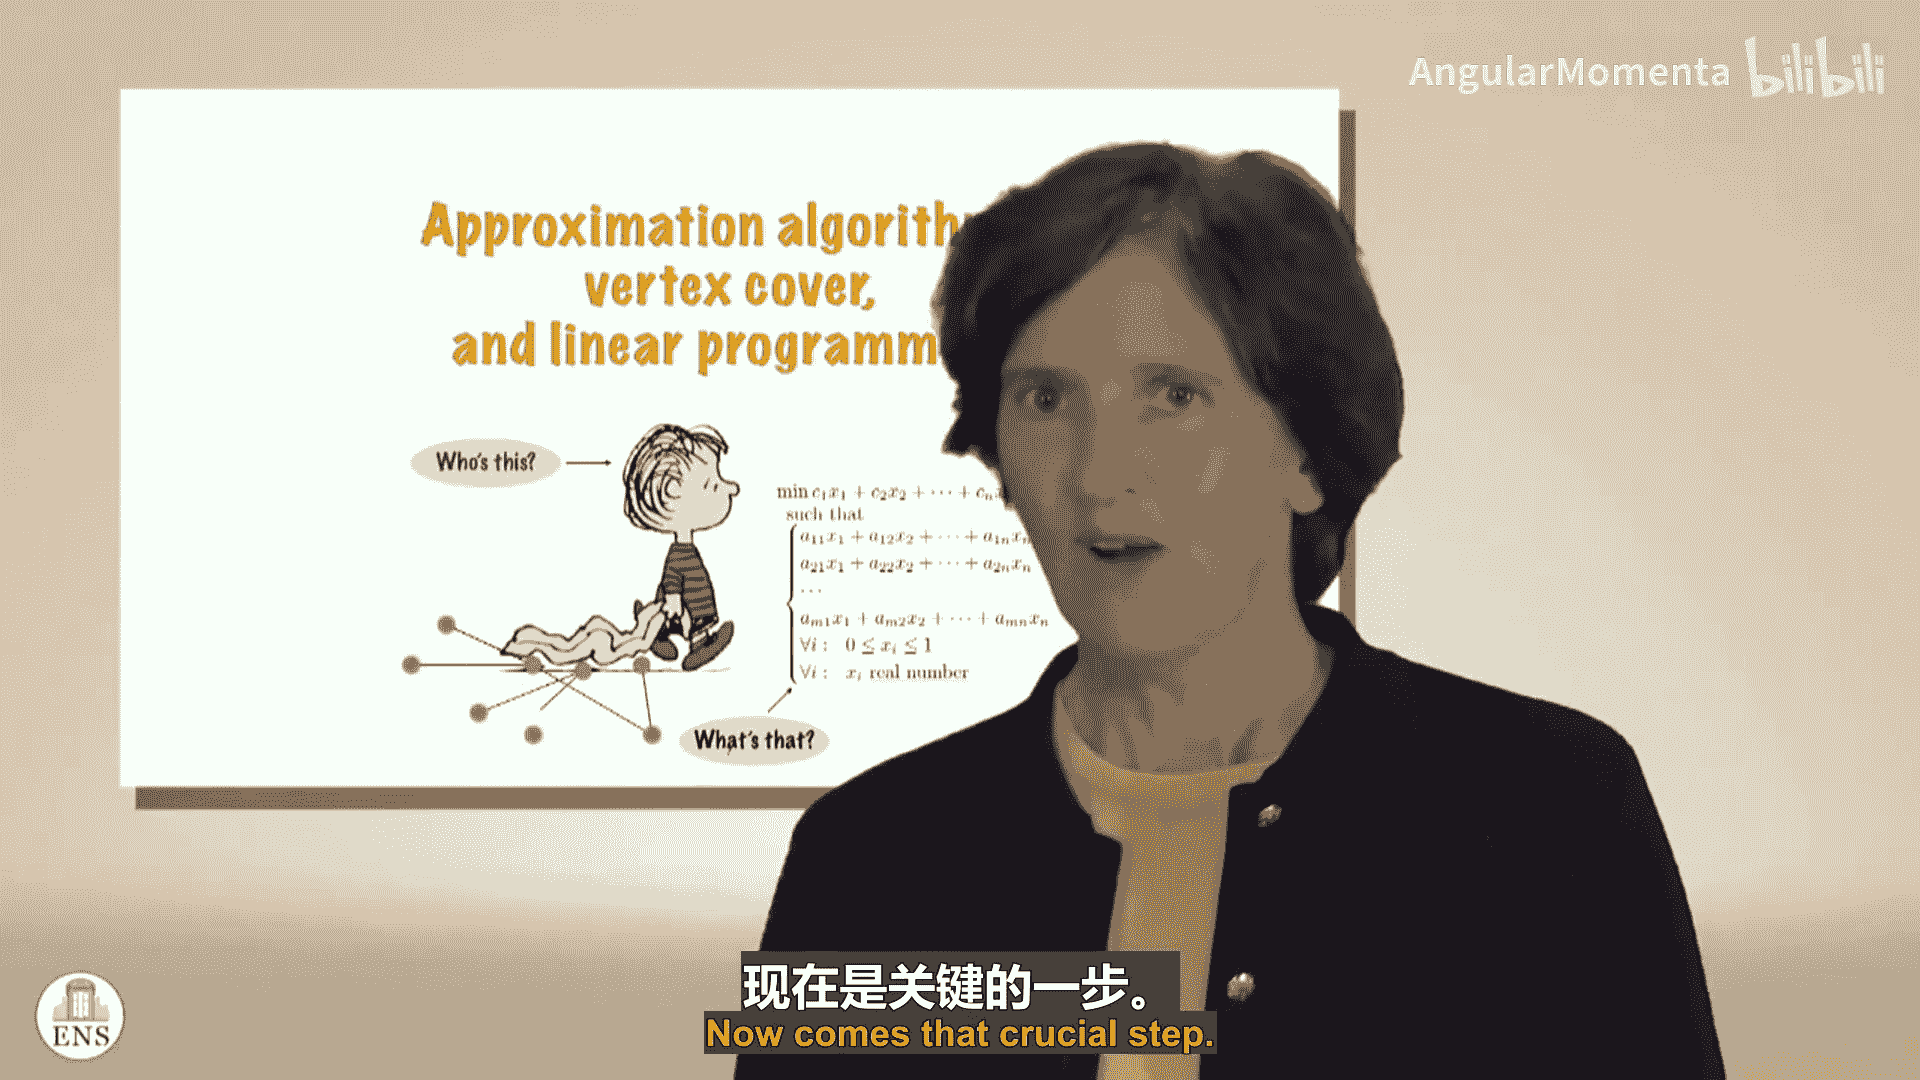 AngularMomenta bilibili
Approximation algorith
vertex cover,
and linear programm
Who's this?
min c₁x₁ + c₂x₂ + ⋯ + cₙ
such that
a₁₁x₁ + a₁₂x₂ + ⋯ + a₁ₙxₙ
a₂₁x₁ + a₂₂x₂ + ⋯ + a₂ₙxₙ
⋯
aₘ₁x₁ + aₘ₂x₂ + ⋯ + aₘₙxₙ
∀i : 0 ≤ xᵢ ≤ 1
∀i : xᵢ real number
What's that?
ENS
现在是关键的一步。
Now comes that crucial step.